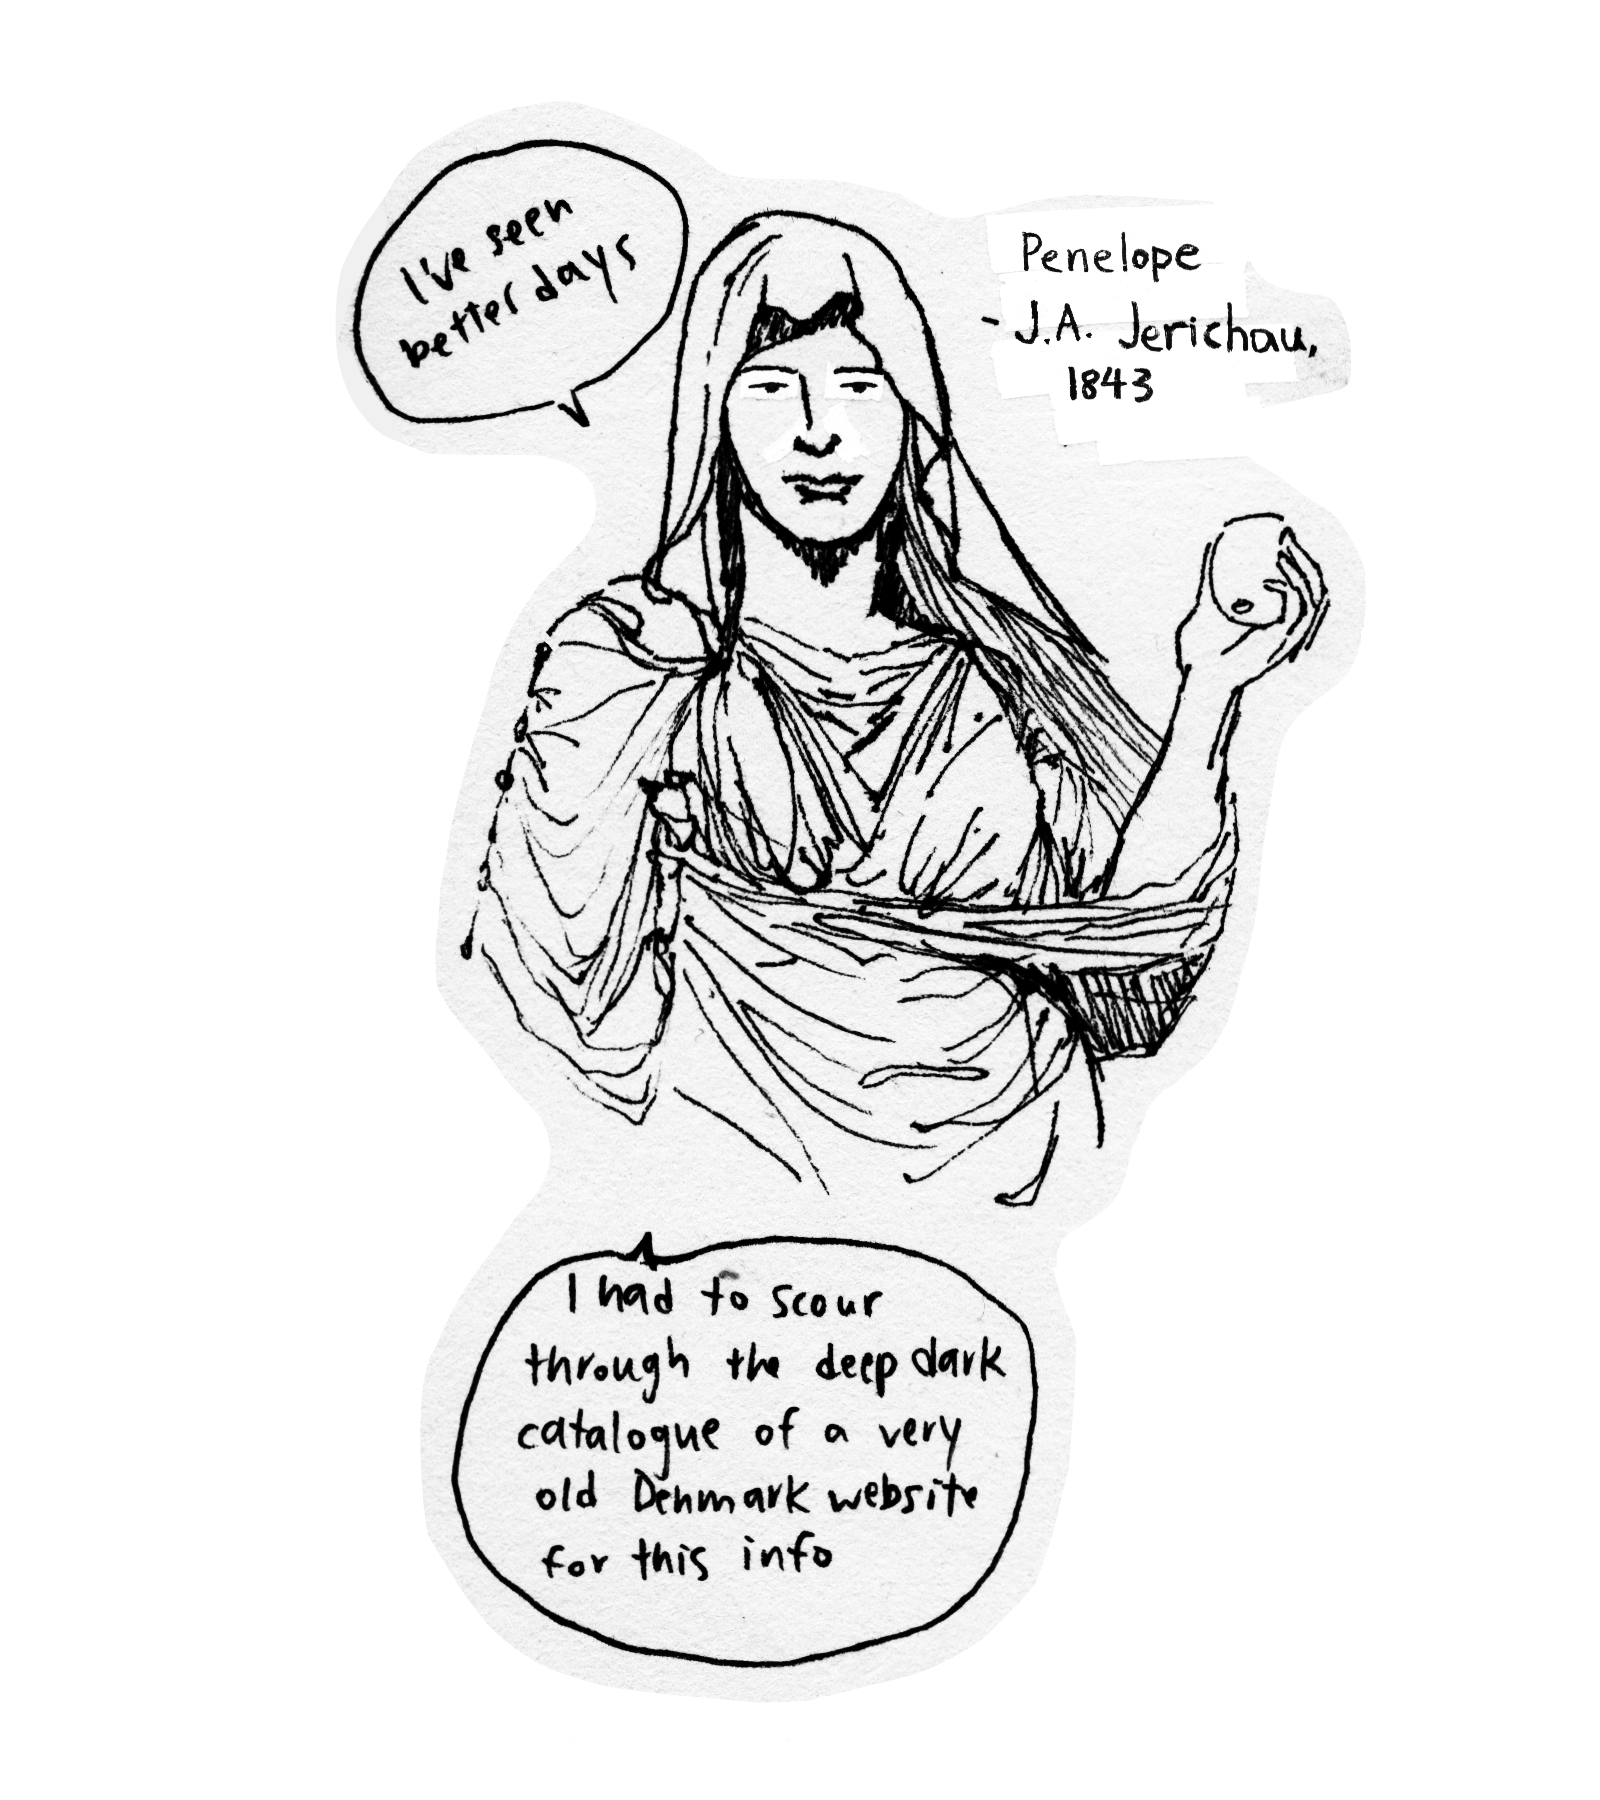 I've seen
better days
Penelope
- J.A. Jerichau,
1843
I had to scour
through the deep dark
catalogue of a very
old Denmark website
for this info